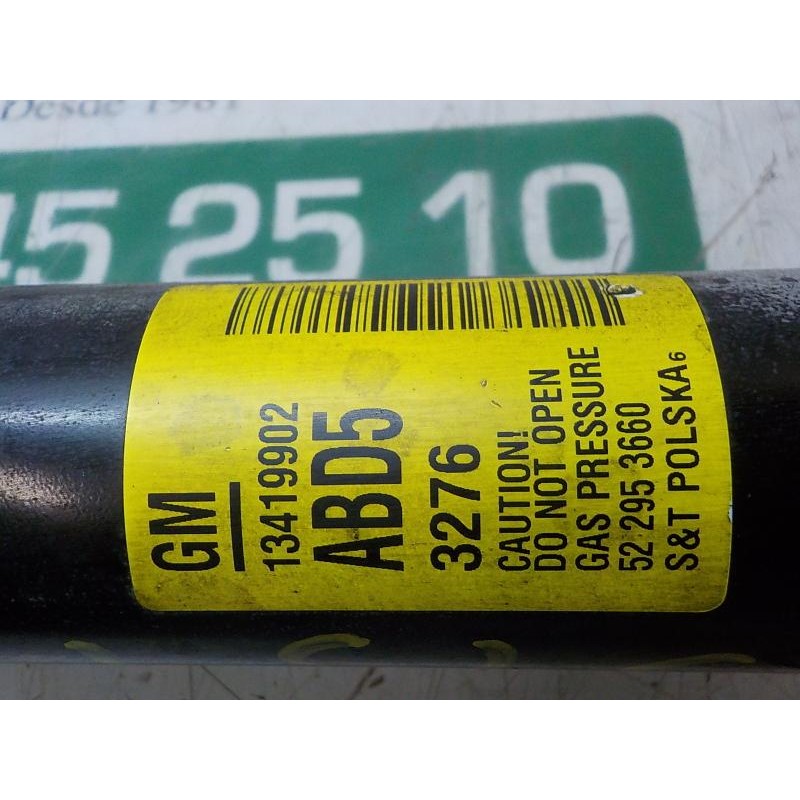 Desde 1981
45 25 10
GM
13419902
ABD5
3276
CAUTION!
DO NOT OPEN
GAS PRESSURE
52 295 3660
S&T POLSKA6